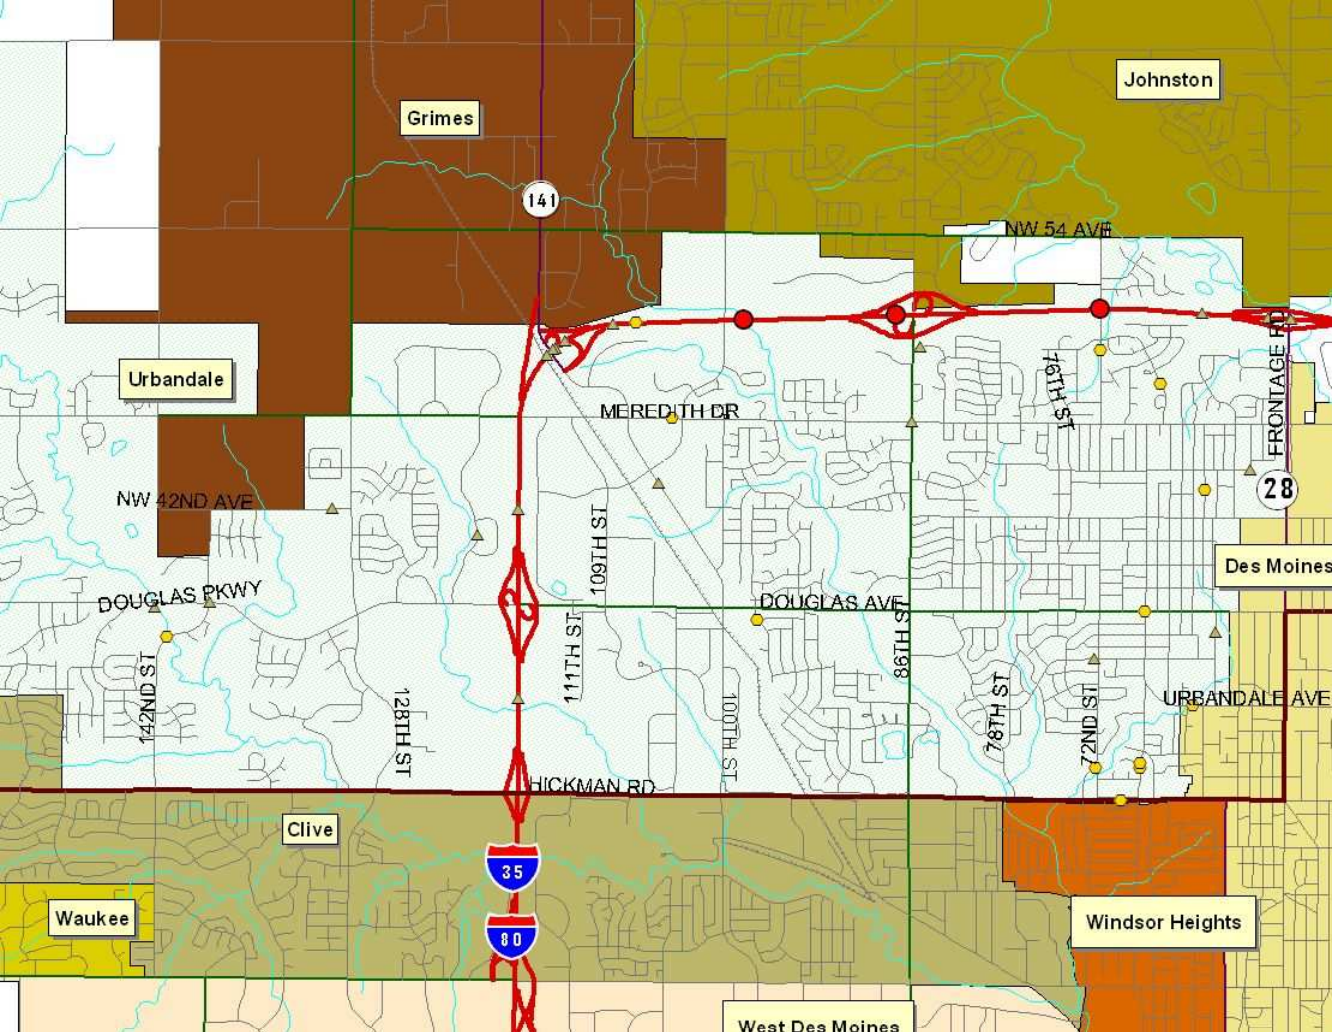 Johnston
Grimes
141
NW 54 AVE
FRONTAGE RD
76TH ST
Urbandale
MEREDITH DR
28
NW 42ND AVE
109TH ST
Des Moines
DOUGLAS PKWY
DOUGLAS AVE
86TH ST
111TH ST
142ND ST
128TH ST
100TH ST
78TH ST
72ND ST
URBANDALE AVE
HICKMAN RD
Clive
35
Waukee
80
Windsor Heights
West Des Moines